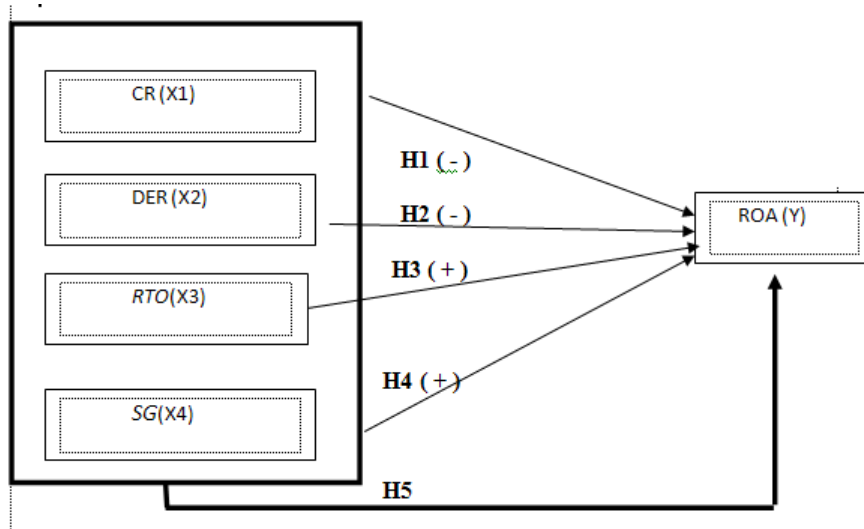 CR (X1)
H1 ( - )
DER (X2)
H2 ( - )
ROA (Y)
H3 ( + )
RTO(X3)
H4 ( + )
SG(X4)
H5